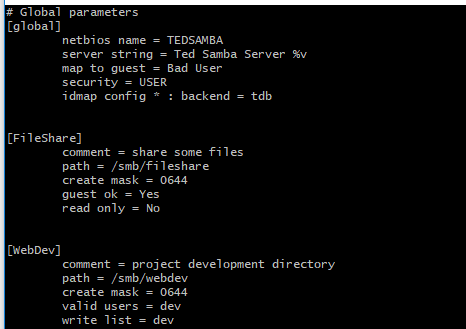 # Global parameters
[global]
netbios name = TEDSAMBA
server string = Ted Samba Server %v
map to guest = Bad User
security = USER
idmap config * : backend = tdb
[FileShare]
comment = share some files
path = /smb/fileshare
create mask = 0644
guest ok = Yes
read only = No
[WebDev]
comment = project development directory
path = /smb/webdev
create mask = 0644
valid users = dev
write list = dev